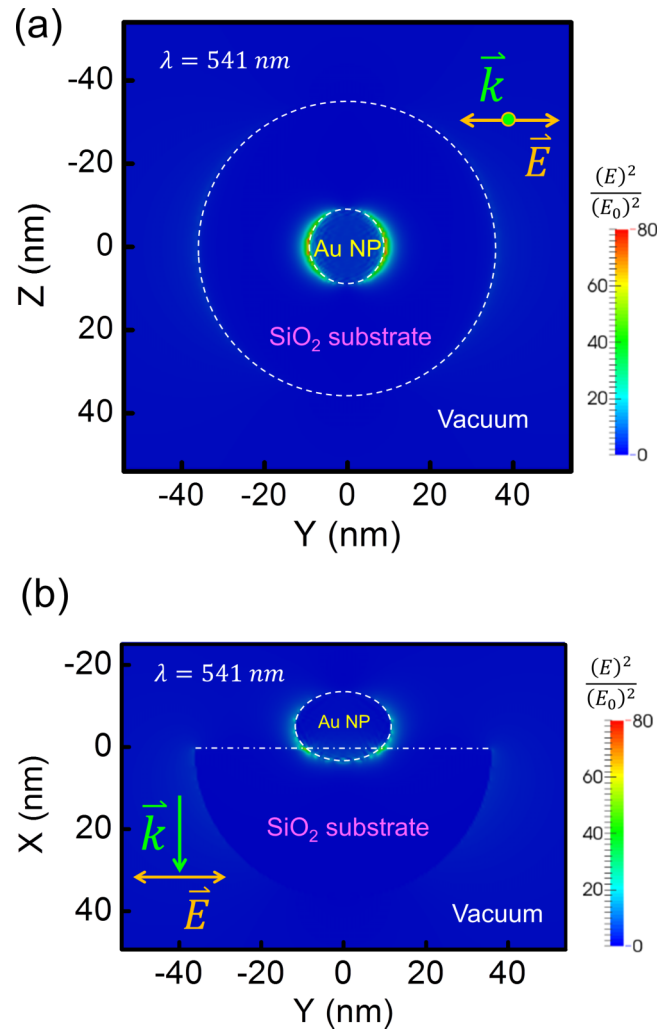 (a)
λ = 541 nm
k
E
Au NP
SiO₂ substrate
Vacuum
-40
-20
0
20
40
Z (nm)
-40 -20 0 20 40
Y (nm)
(E)²
(E₀)²
80
60
40
20
0
(b)
λ = 541 nm
Au NP
SiO₂ substrate
k
E
Vacuum
-20
0
20
40
X (nm)
-40 -20 0 20 40
Y (nm)
(E)²
(E₀)²
80
60
40
20
0